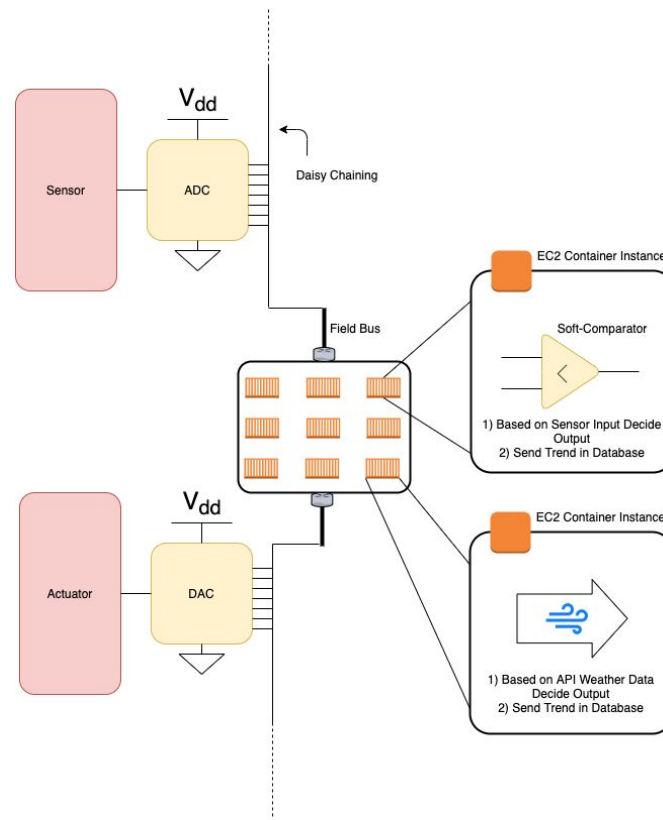 Vdd
Sensor
ADC
Daisy Chaining
EC2 Container Instance
Field Bus
Soft-Comparator
<
1) Based on Sensor Input Decide
Output
2) Send Trend in Database
Vdd
Actuator
DAC
EC2 Container Instance
1) Based on API Weather Data
Decide Output
2) Send Trend in Database